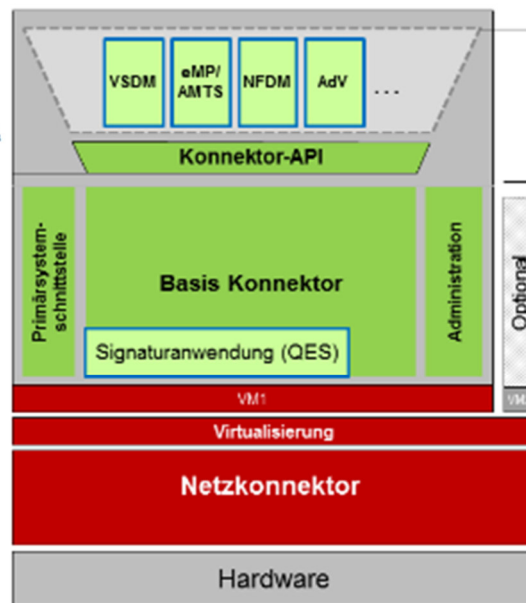 VSDM
eMP/
AMTS
NFDM
AdV
...
Konnektor-API
Primärsystem-
schnittstelle
Basis Konnektor
Administration
Signaturanwendung (QES)
Optional
VM1
Virtualisierung
Netzkonnektor
Hardware